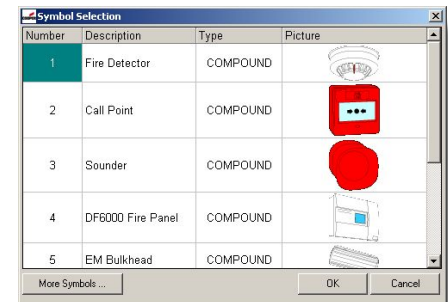 Symbol Selection
Number Description Type Picture
1 Fire Detector COMPOUND
2 Call Point COMPOUND
3 Sounder COMPOUND
4 DF6000 Fire Panel COMPOUND
5 EM Bulkhead COMPOUND
More Symbols ... OK Cancel